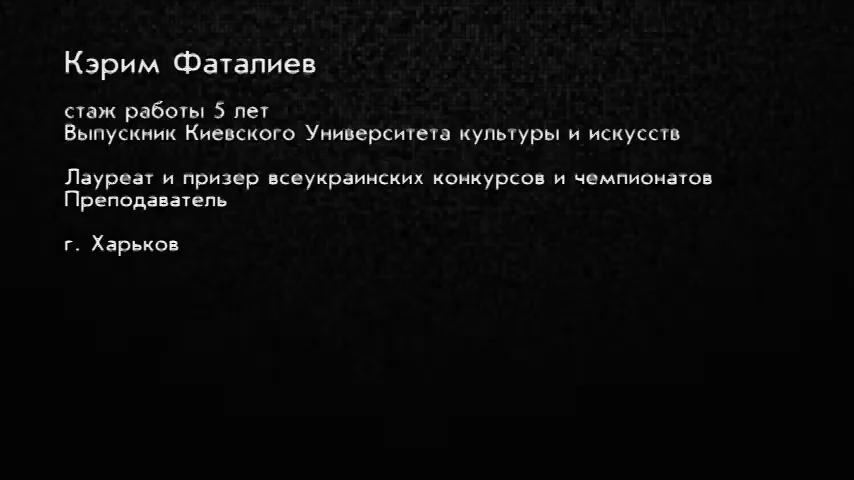 Кэрим Фаталиев
стаж работы 5 лет
Выпускник Киевского Университета культуры и искусств
Лауреат и призер всеукраинских конкурсов и чемпионатов
Преподаватель
г. Харьков